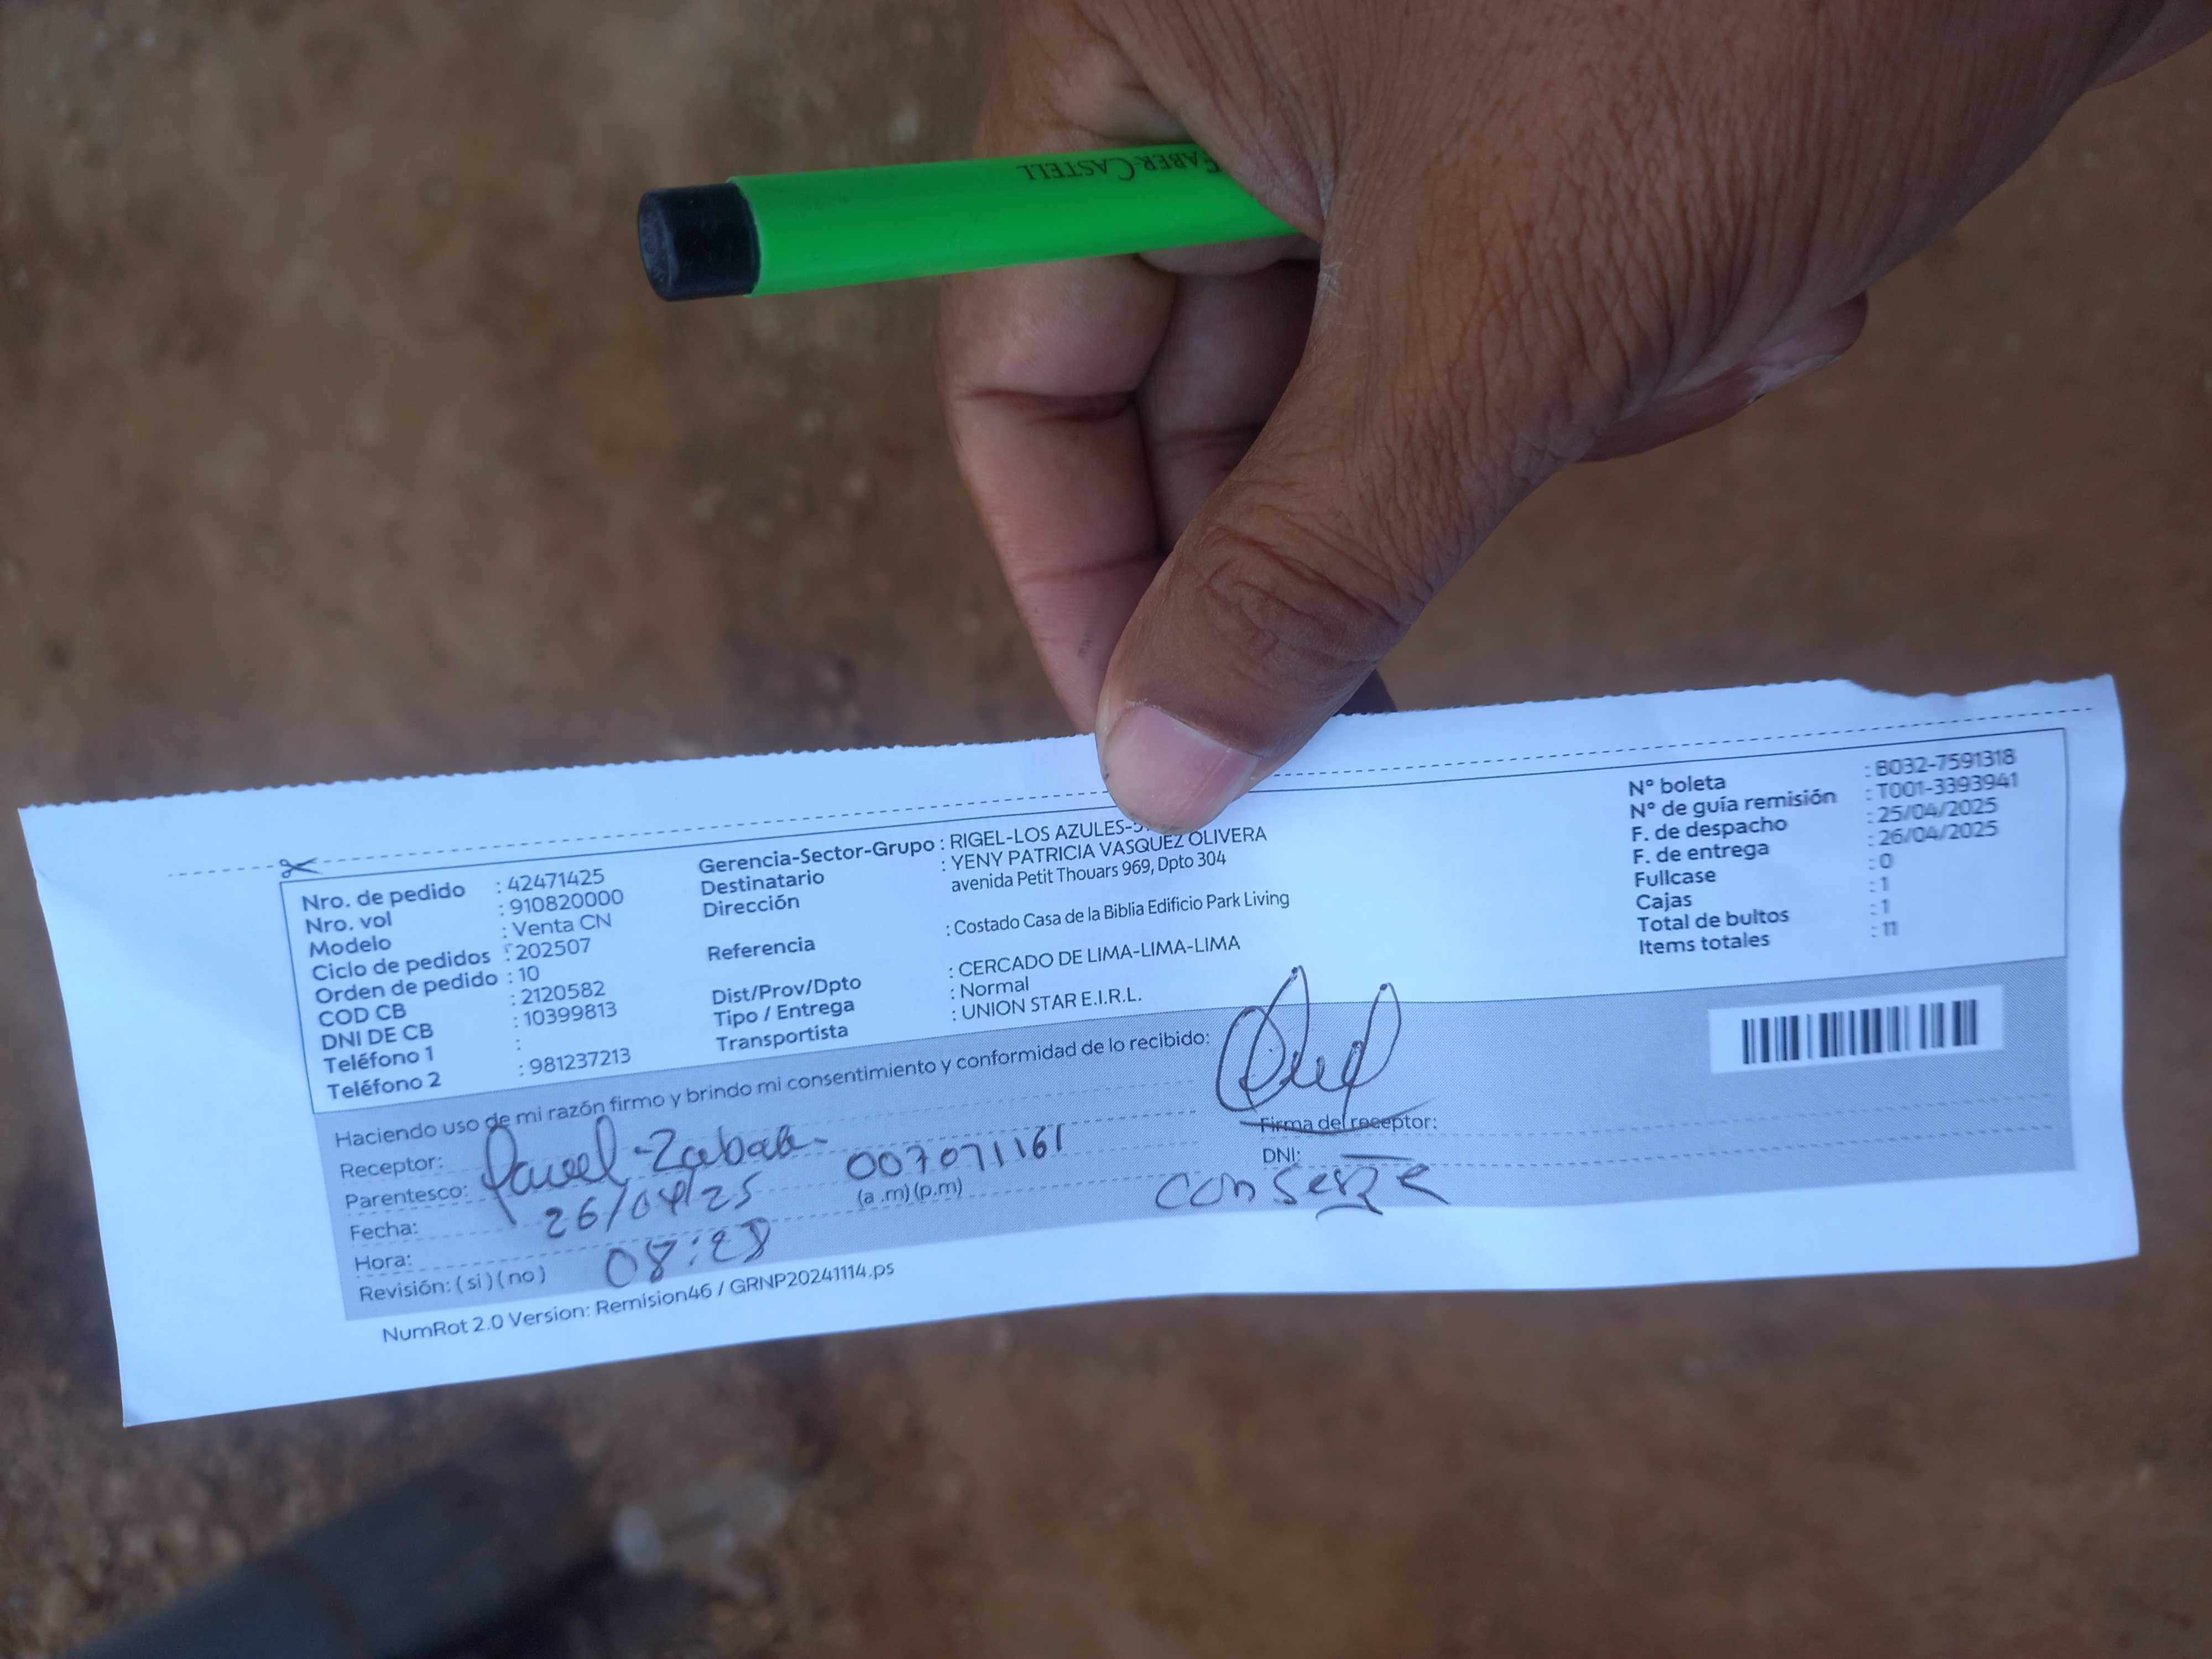 FABER-CASTELL
Nro. de pedido : 42471425
Nro. vol : 910820000
Modelo : Venta CN
Ciclo de pedidos : 202507
Orden de pedido : 10
COD CB : 2120582
DNI DE CB : 10399813
Teléfono 1 :
Teléfono 2 : 981237213
Gerencia-Sector-Grupo : RIGEL-LOS AZULES-
Destinatario : YENY PATRICIA VASQUEZ OLIVERA
Dirección avenida Petit Thouars 969, Dpto 304
Referencia : Costado Casa de la Biblia Edificio Park Living
Dist/Prov/Dpto : CERCADO DE LIMA-LIMA-LIMA
Tipo / Entrega : Normal
Transportista : UNION STAR E.I.R.L.
N° boleta : B032-7591318
N° de guía remisión : T001-3393941
F. de despacho : 25/04/2025
F. de entrega : 26/04/2025
Fullcase : 0
Cajas : 1
Total de bultos : 1
Items totales : 11
Haciendo uso de mi razón firmo y brindo mi consentimiento y conformidad de lo recibido:
Receptor:
Parentesco: 007071161
Fecha: 26/04/25 (a .m) (p.m)
Hora: 08:28
Revisión: ( si ) ( no )
Firma del receptor:
DNI:
NumRot 2.0 Version: Remision46 / GRNP20241114.ps